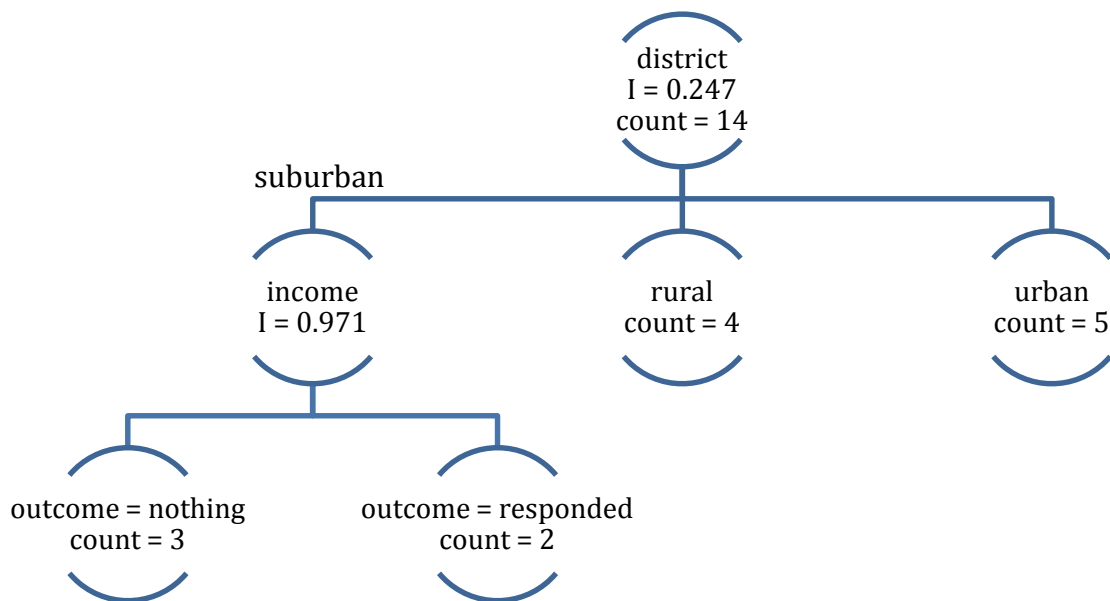 district
I = 0.247
count = 14
suburban
income
I = 0.971
rural
count = 4
urban
count = 5
outcome = nothing
count = 3
outcome = responded
count = 2